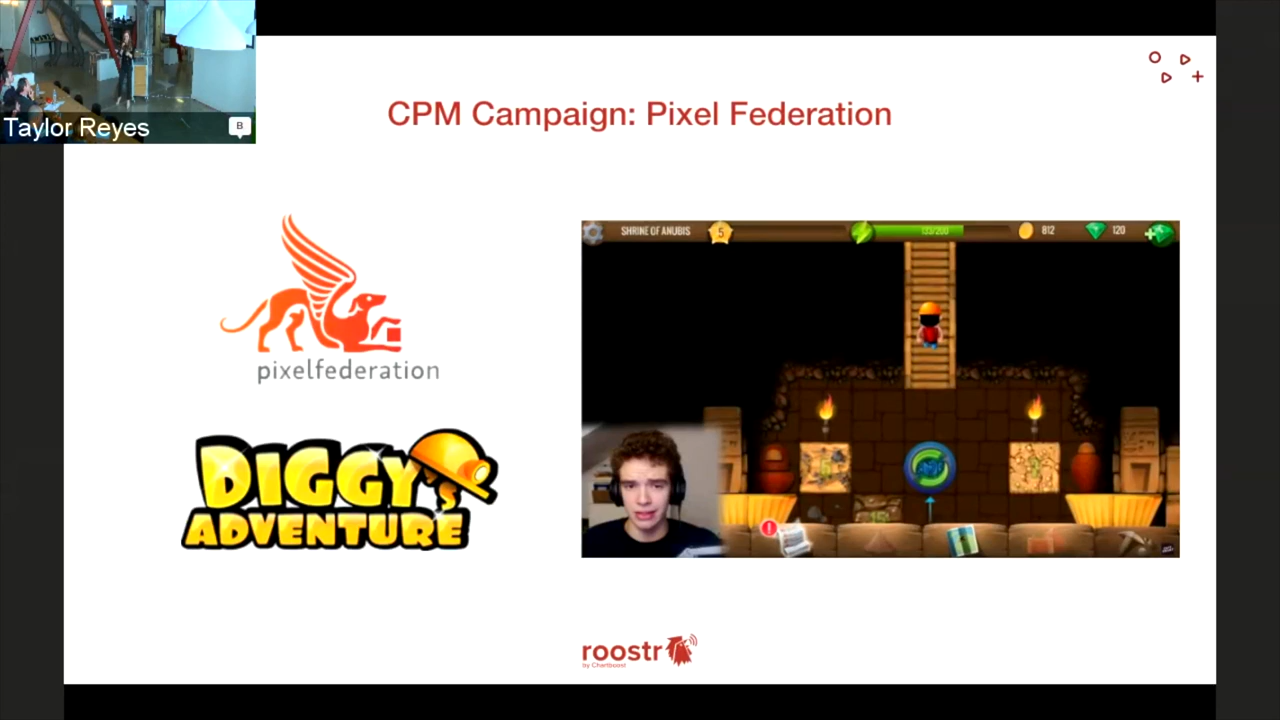 Taylor Reyes
B
CPM Campaign: Pixel Federation
pixelfederation
DIGGY'S
ADVENTURE
SHRINE OF ANUBIS
5
133/200
812
120
roostr
by Chartboost